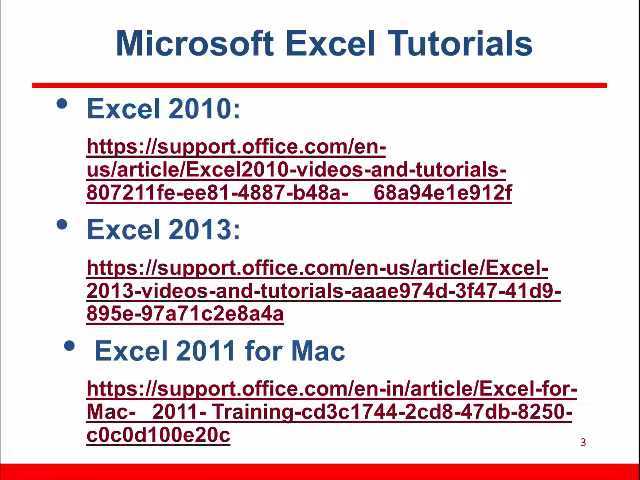 Microsoft Excel Tutorials
• Excel 2010:
https://support.office.com/en-
us/article/Excel2010-videos-and-tutorials-
807211fe-ee81-4887-b48a- 68a94e1e912f
• Excel 2013:
https://support.office.com/en-us/article/Excel-
2013-videos-and-tutorials-aaae974d-3f47-41d9-
895e-97a71c2e8a4a
• Excel 2011 for Mac
https://support.office.com/en-in/article/Excel-for-
Mac- 2011- Training-cd3c1744-2cd8-47db-8250-
c0c0d100e20c
3